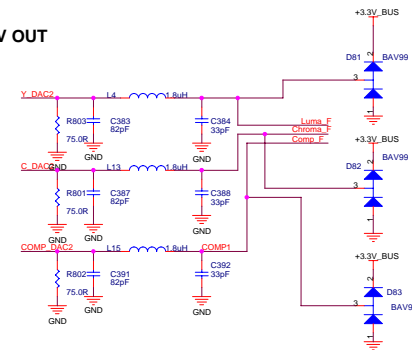 +3.3V_BUS
V OUT
D81 BAV99
2
3
1
Y_DAC2 L4 1.8uH
R803 C383 C384
82pF 33pF
75.0R
Luma_F
Chroma_F
Comp_F
GND GND GND
+3.3V_BUS
C_DAC2 L13 1.8uH
D82 BAV99
2
3
1
R801 C387 C388
82pF 33pF
75.0R
GND GND GND
COMP_DAC2 L15 1.8uH COMP1
+3.3V_BUS
R802 C391 C392
82pF 33pF
75.0R
D83
BAV9
2
3
1
GND GND GND